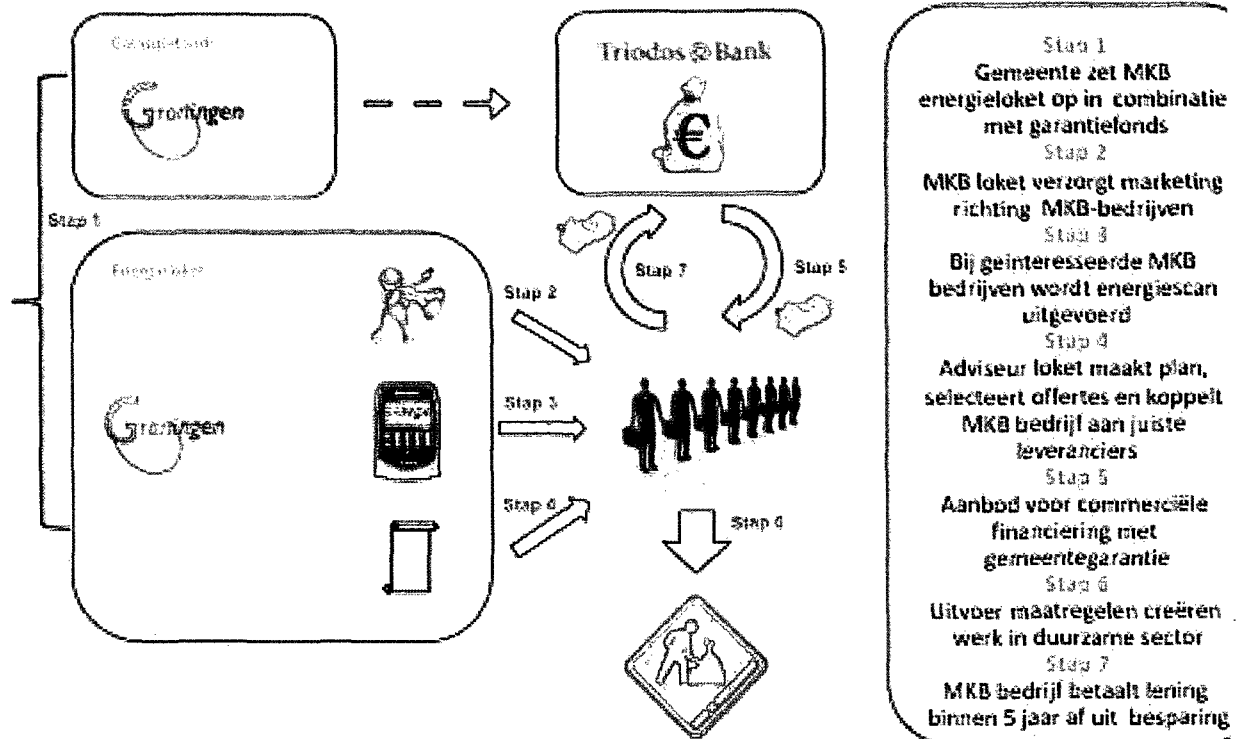 Garantiefonds
Groningen
Triodos Bank
€
Stap 1
Energieloket
Groningen
Stap 2
Stap 3
Stap 4
Stap 7
Stap 5
Stap 6
Stap 1
Gemeente zet MKB
energieloket op in combinatie
met garantiefonds
Stap 2
MKB loket verzorgt marketing
richting MKB-bedrijven
Stap 3
Bij geinteresseerde MKB
bedrijven wordt energiescan
uitgevoerd
Stap 4
Adviseur loket maakt plan,
selecteert offertes en koppelt
MKB bedrijf aan juiste
leveranciers
Stap 5
Aanbod voor commerciële
financiering met
gemeentegarantie
Stap 6
Uitvoer maatregelen creëren
werk in duurzame sector
Stap 7
MKB bedrijf betaalt lening
binnen 5 jaar af uit besparing